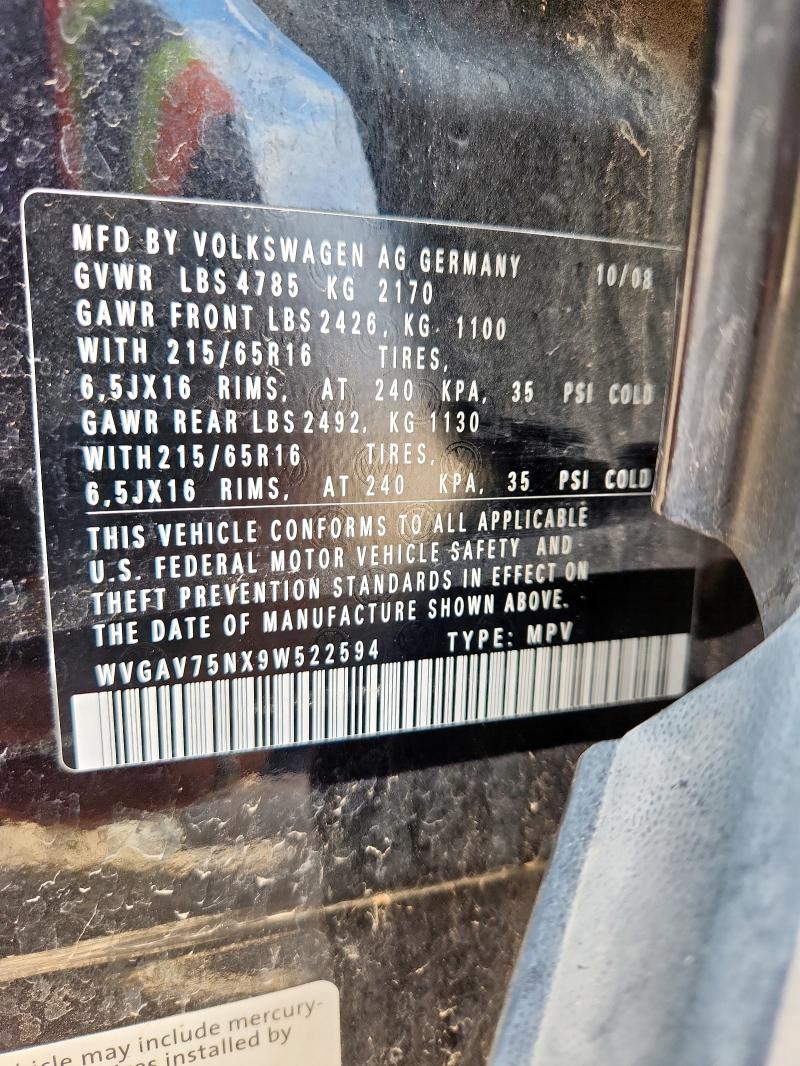 MFD BY VOLKSWAGEN AG GERMANY 10/08
GVWR LBS 4785 KG 2170
GAWR FRONT LBS 2426, KG 1100
WITH 215/65R16 TIRES,
6,5JX16 RIMS, AT 240 KPA, 35 PSI COLD
GAWR REAR LBS 2492, KG 1130
WITH 215/65R16 TIRES,
6,5JX16 RIMS, AT 240 KPA, 35 PSI COLD
THIS VEHICLE CONFORMS TO ALL APPLICABLE
U.S. FEDERAL MOTOR VEHICLE SAFETY AND
THEFT PREVENTION STANDARDS IN EFFECT ON
THE DATE OF MANUFACTURE SHOWN ABOVE.
WVGAV75NX9W522594 TYPE: MPV
may include mercury-
installed by